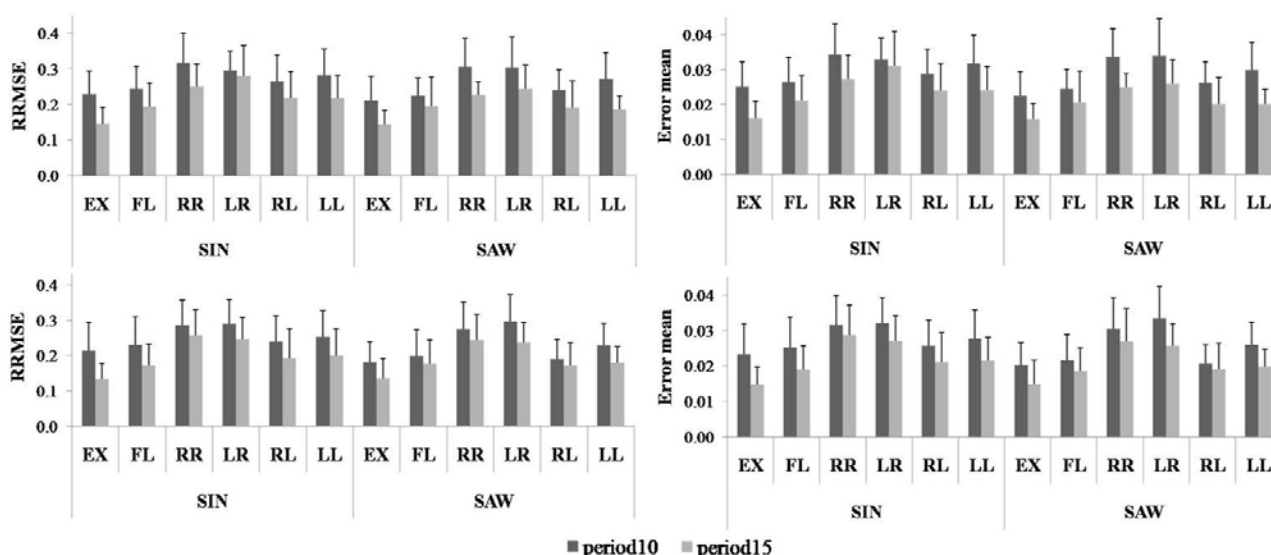 RRMSE
0.4
0.3
0.2
0.1
0.0
EX FL RR LR RL LL EX FL RR LR RL LL
SIN SAW
Error mean
0.04
0.03
0.02
0.01
0.00
EX FL RR LR RL LL EX FL RR LR RL LL
SIN SAW
RRMSE
0.4
0.3
0.2
0.1
0.0
EX FL RR LR RL LL EX FL RR LR RL LL
SIN SAW
Error mean
0.04
0.03
0.02
0.01
0.00
EX FL RR LR RL LL EX FL RR LR RL LL
SIN SAW
period10 period15